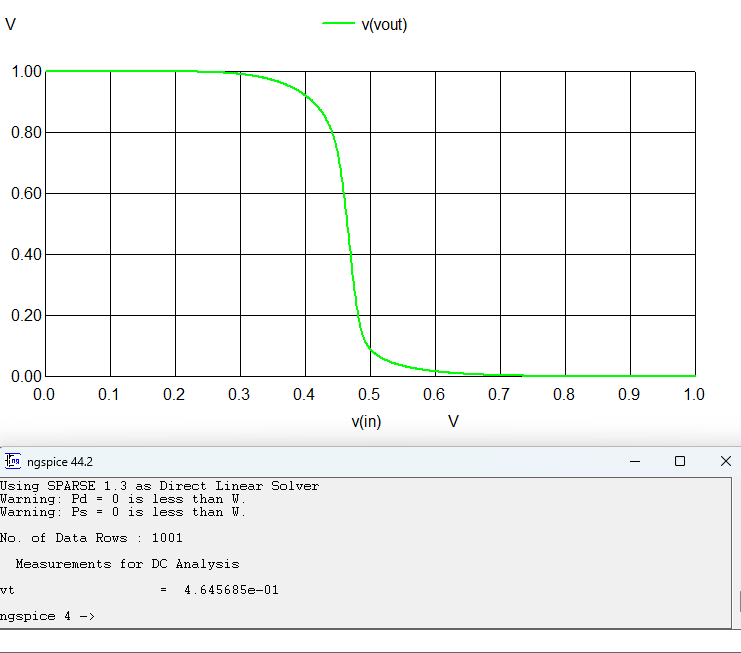 V
v(vout)
1.00
0.80
0.60
0.40
0.20
0.00
0.0 0.1 0.2 0.3 0.4 0.5 0.6 0.7 0.8 0.9 1.0
v(in) V
ngspice 44.2
Using SPARSE 1.3 as Direct Linear Solver
Warning: Pd = 0 is less than W.
Warning: Ps = 0 is less than W.
No. of Data Rows : 1001
Measurements for DC Analysis
vt = 4.645685e-01
ngspice 4 ->